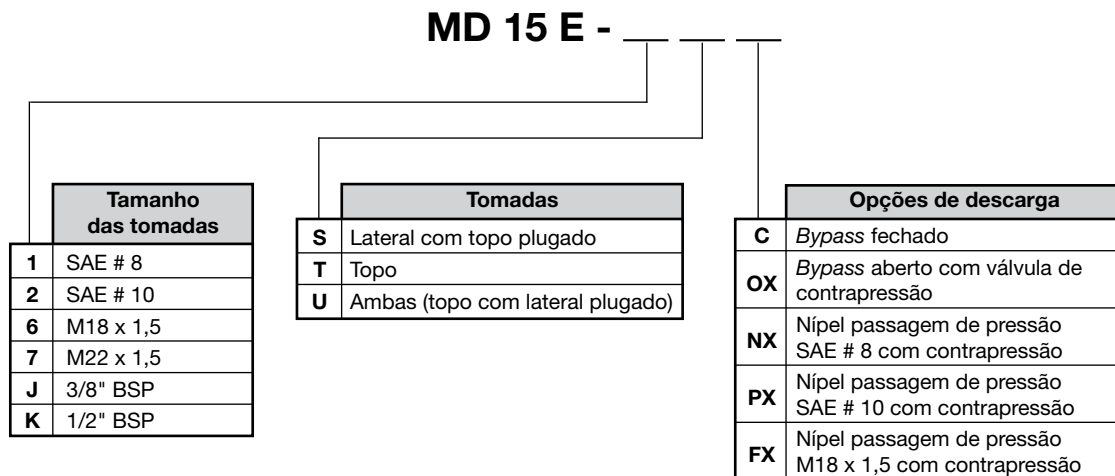 MD 15 E - ___ ___ ___
Tamanho
das tomadas
1 SAE # 8
2 SAE # 10
6 M18 x 1,5
7 M22 x 1,5
J 3/8" BSP
K 1/2" BSP
Tomadas
S Lateral com topo plugado
T Topo
U Ambas (topo com lateral plugado)
Opções de descarga
C Bypass fechado
OX Bypass aberto com válvula de
contrapressão
NX Nípel passagem de pressão
SAE # 8 com contrapressão
PX Nípel passagem de pressão
SAE # 10 com contrapressão
FX Nípel passagem de pressão
M18 x 1,5 com contrapressão